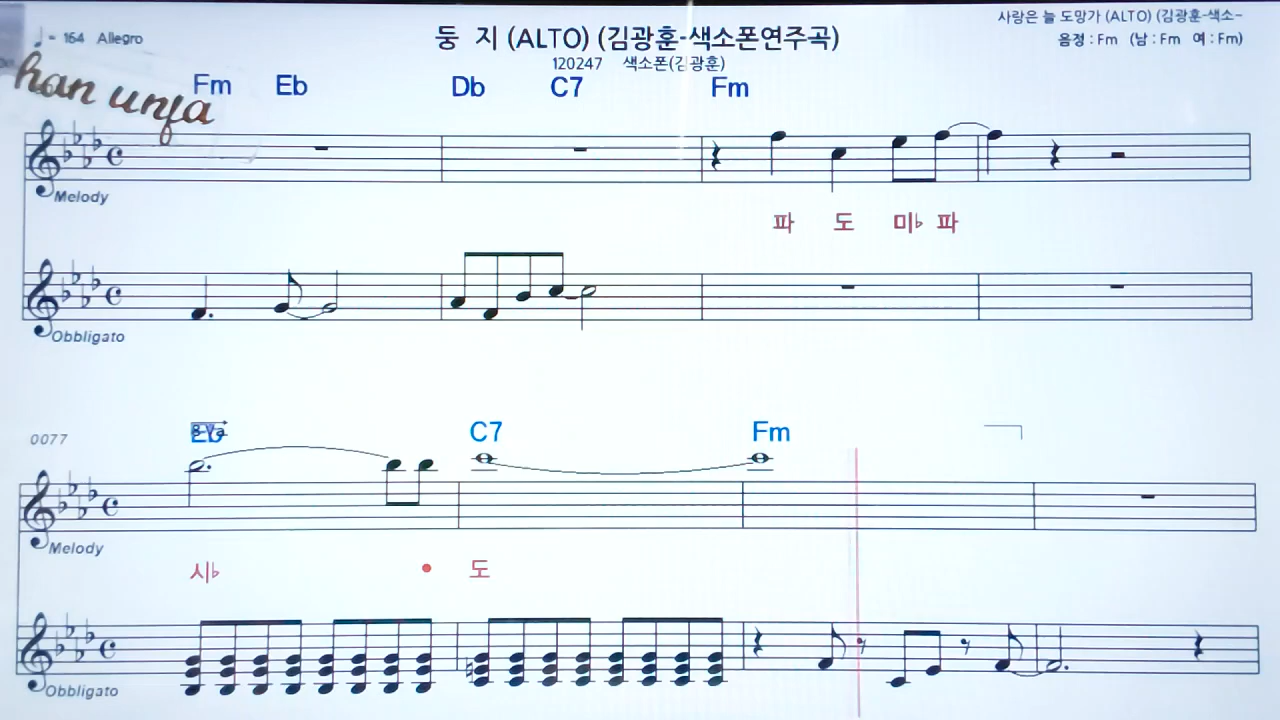 ♩= 164 Allegro
둥 지 (ALTO) (김광훈-색소폰연주곡)
사랑은 늘 도망가 (ALTO) (김광훈-색소-
음정 : Fm (남 : Fm 여 : Fm)
120247 색소폰(김광훈)
han unja
Fm Eb Db C7 Fm
Melody
파 도 미♭ 파
Obbligato
0077
Eb C7 Fm
Melody
시♭ 도
Obbligato